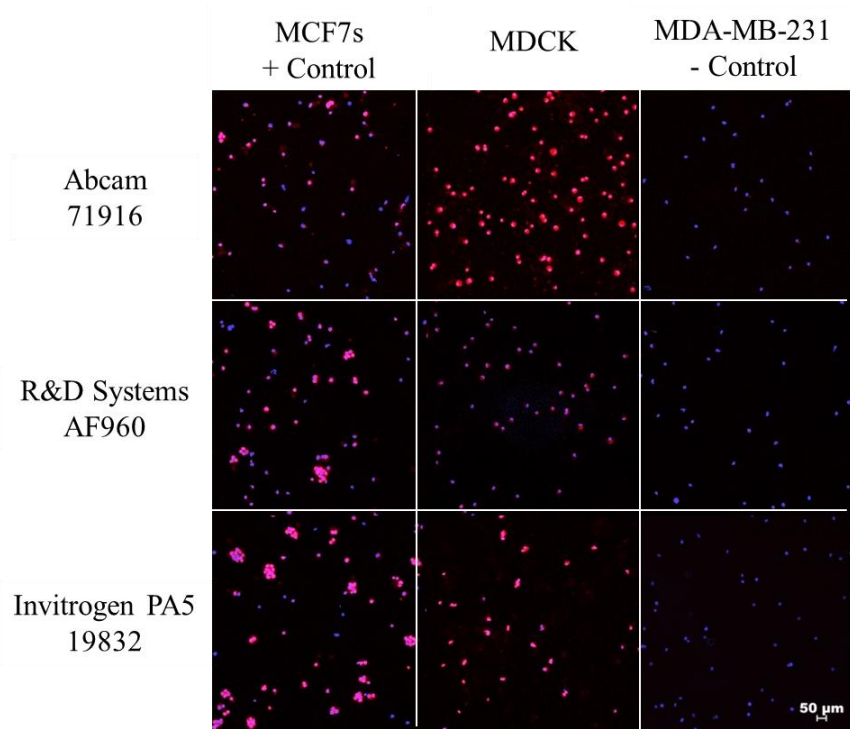 MCF7s
+ Control
MDCK
MDA-MB-231
- Control
Abcam
71916
R&D Systems
AF960
Invitrogen PA5
19832
50 µm